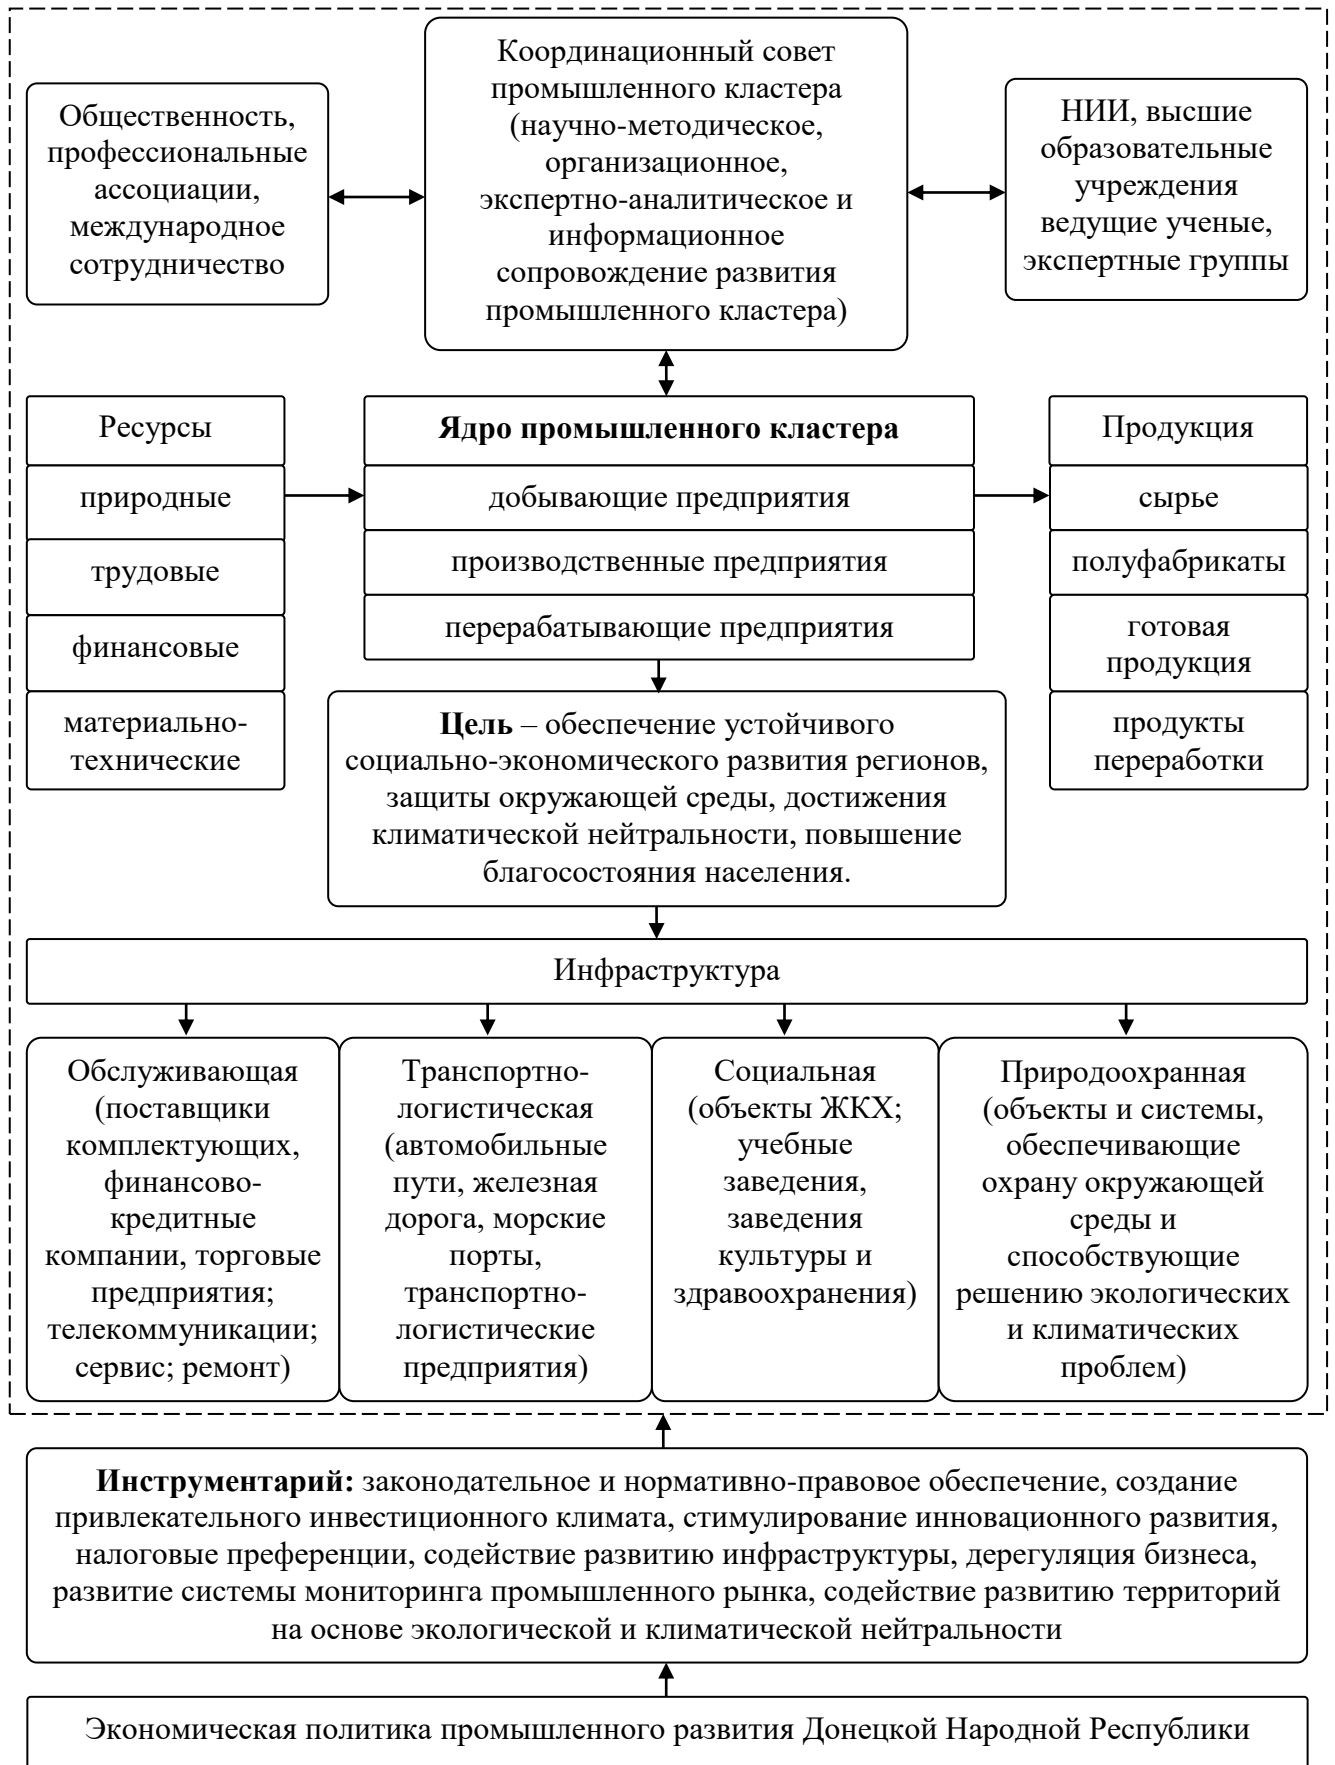 Координационный совет
промышленного кластера
(научно-методическое,
организационное,
экспертно-аналитическое и
информационное
сопровождение развития
промышленного кластера)
Общественность,
профессиональные
ассоциации,
международное
сотрудничество
НИИ, высшие
образовательные
учреждения
ведущие ученые,
экспертные группы
Ресурсы
природные
трудовые
финансовые
материально-
технические
Ядро промышленного кластера
добывающие предприятия
производственные предприятия
перерабатывающие предприятия
Продукция
сырье
полуфабрикаты
готовая
продукция
продукты
переработки
Цель – обеспечение устойчивого
социально-экономического развития регионов,
защиты окружающей среды, достижения
климатической нейтральности, повышение
благосостояния населения.
Инфраструктура
Обслуживающая
(поставщики
комплектующих,
финансово-
кредитные
компании, торговые
предприятия;
телекоммуникации;
сервис; ремонт)
Транспортно-
логистическая
(автомобильные
пути, железная
дорога, морские
порты,
транспортно-
логистические
предприятия)
Социальная
(объекты ЖКХ;
учебные
заведения,
заведения
культуры и
здравоохранения)
Природоохранная
(объекты и системы,
обеспечивающие
охрану окружающей
среды и
способствующие
решению экологических
и климатических
проблем)
Инструментарий: законодательное и нормативно-правовое обеспечение, создание
привлекательного инвестиционного климата, стимулирование инновационного развития,
налоговые преференции, содействие развитию инфраструктуры, дерегуляция бизнеса,
развитие системы мониторинга промышленного рынка, содействие развитию территорий
на основе экологической и климатической нейтральности
Экономическая политика промышленного развития Донецкой Народной Республики